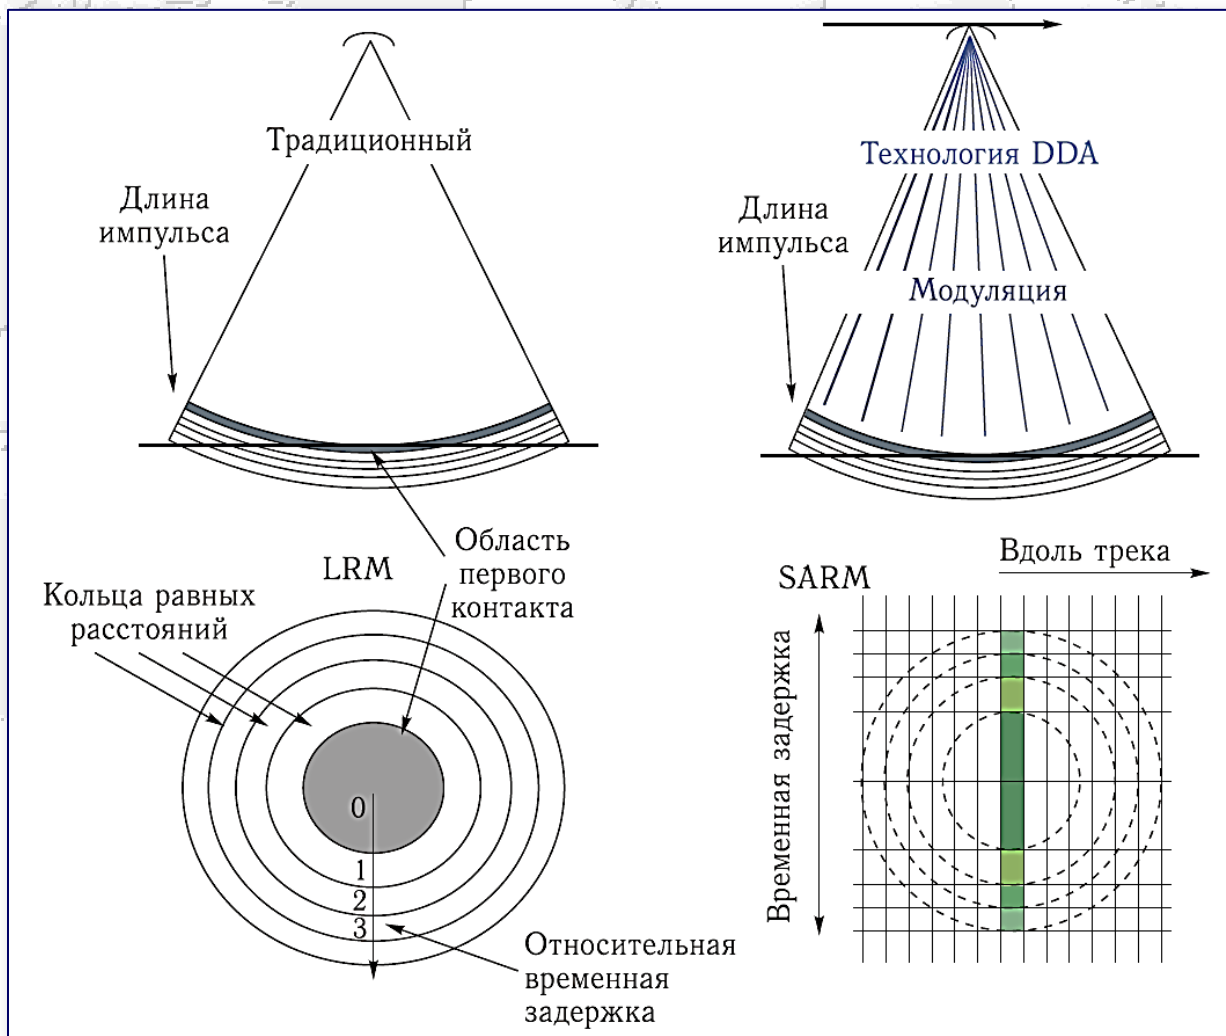 Традиционный
Длина
импульса
Технология DDA
Длина
импульса
Модуляция
LRM
Область
первого
контакта
Кольца равных
расстояний
0
1
2
3
Относительная
временная
задержка
Вдоль трека
SARM
Временная задержка